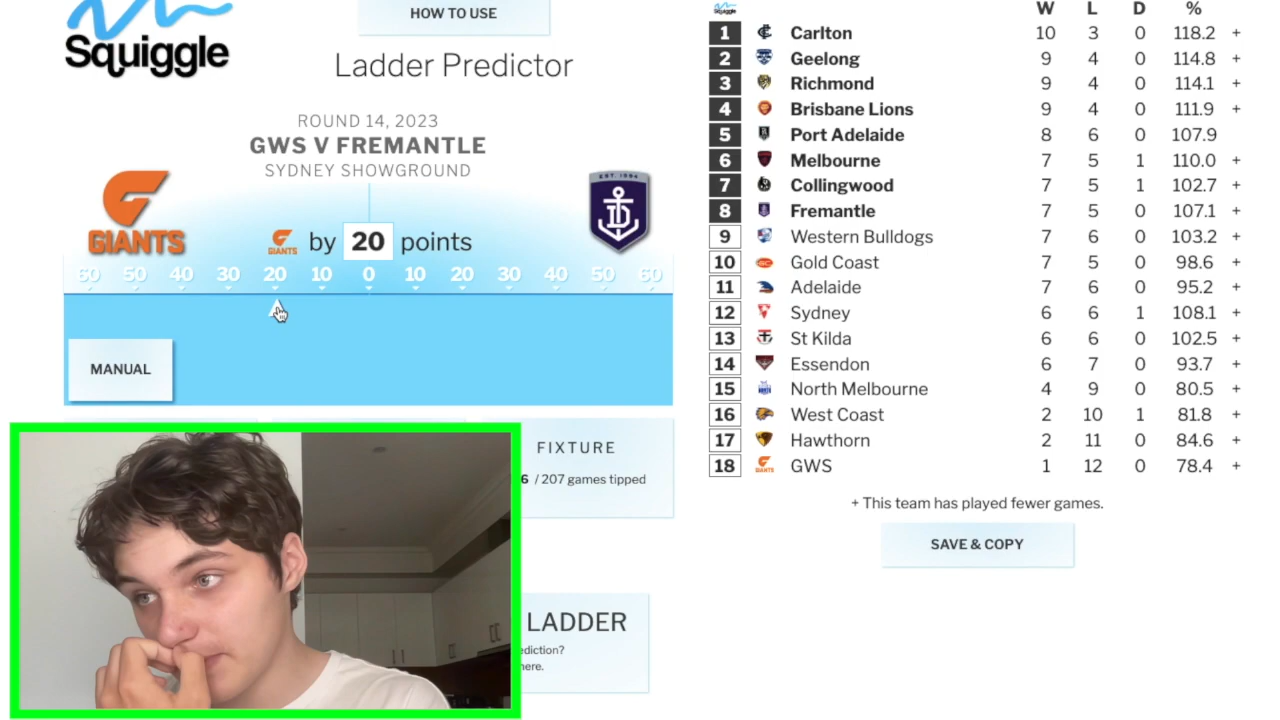 HOW TO USE
Squiggle
Ladder Predictor
ROUND 14, 2023
GWS V FREMANTLE
SYDNEY SHOWGROUND
GIANTS
EST. 1994
GIANTS by 20 points
60 50 40 30 20 10 0 10 20 30 40 50 60
MANUAL
FIXTURE
6 / 207 games tipped
LADDER
ediction?
here.
W L D %
1 Carlton 10 3 0 118.2 +
2 Geelong 9 4 0 114.8 +
3 Richmond 9 4 0 114.1 +
4 Brisbane Lions 9 4 0 111.9 +
5 Port Adelaide 8 6 0 107.9
6 Melbourne 7 5 1 110.0 +
7 Collingwood 7 5 1 102.7 +
8 Fremantle 7 5 0 107.1 +
9 Western Bulldogs 7 6 0 103.2 +
10 Gold Coast 7 5 0 98.6 +
11 Adelaide 7 6 0 95.2 +
12 Sydney 6 6 1 108.1 +
13 St Kilda 6 6 0 102.5 +
14 Essendon 6 7 0 93.7 +
15 North Melbourne 4 9 0 80.5 +
16 West Coast 2 10 1 81.8 +
17 Hawthorn 2 11 0 84.6 +
18 GWS 1 12 0 78.4 +
+ This team has played fewer games.
SAVE & COPY